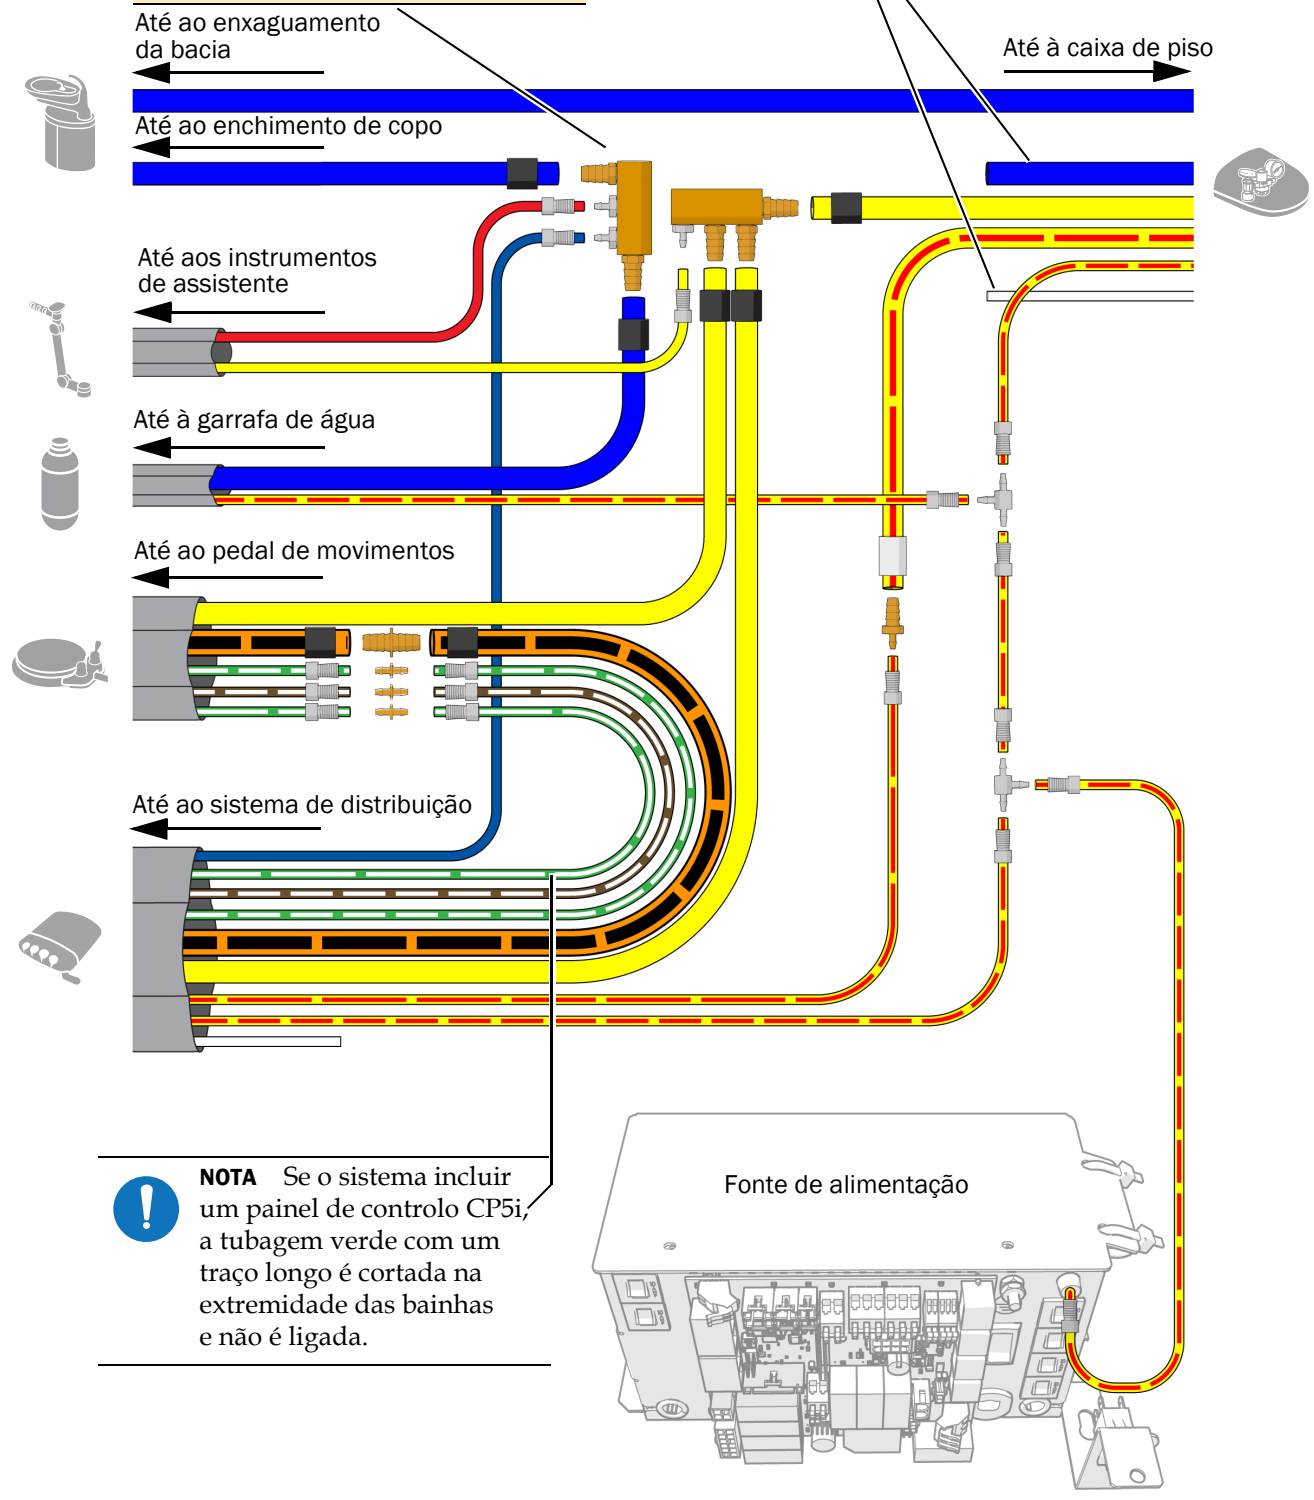 Até ao enxaguamento
da bacia
Até à caixa de piso
Até ao enchimento de copo
Até aos instrumentos
de assistente
Até à garrafa de água
Até ao pedal de movimentos
Até ao sistema de distribuição
NOTA Se o sistema incluir
um painel de controlo CP5i,
a tubagem verde com um
traço longo é cortada na
extremidade das bainhas
e não é ligada.
Fonte de alimentação